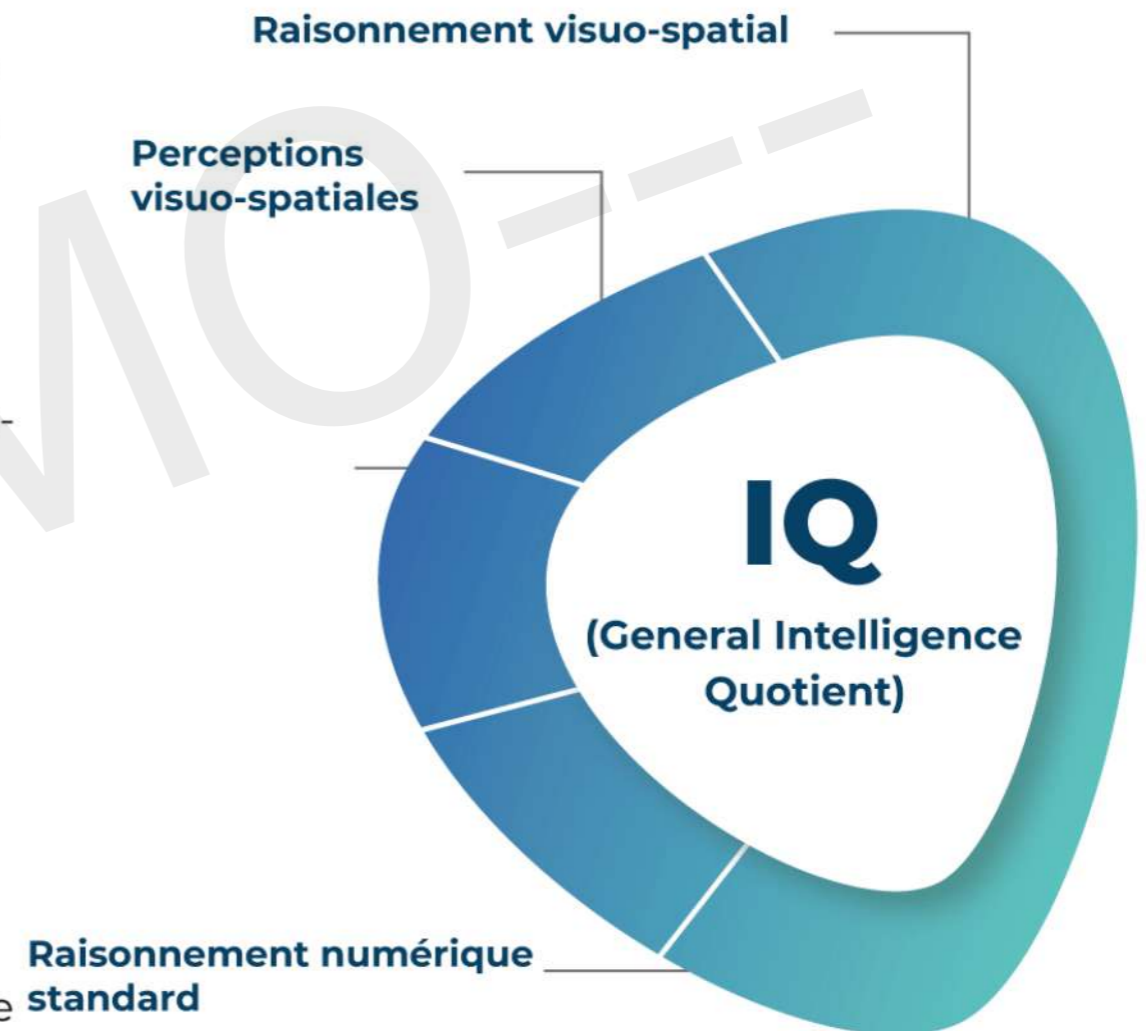 Raisonnement visuo-spatial
Perceptions
visuo-spatiales
IQ
(General Intelligence
Quotient)
Raisonnement numérique
standard